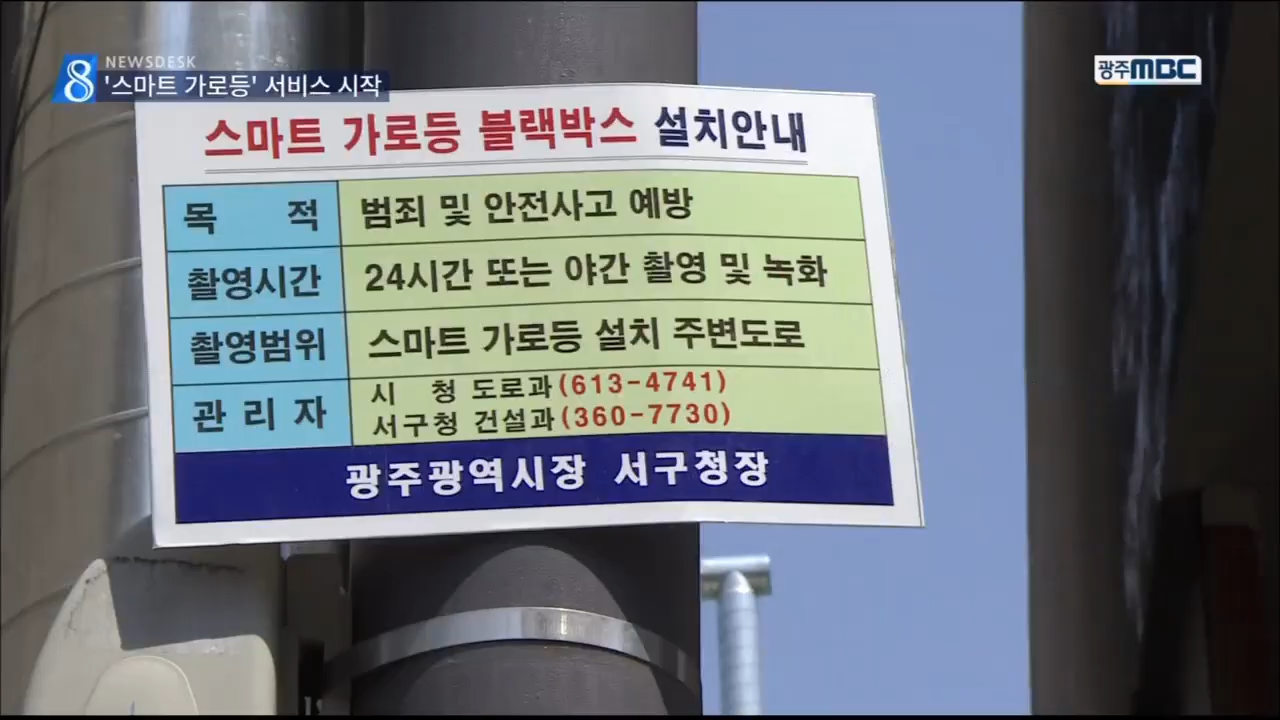 NEWSDESK
8 '스마트 가로등' 서비스 시작
광주MBC
스마트 가로등 블랙박스 설치안내
목 적 범죄 및 안전사고 예방
촬영시간 24시간 또는 야간 촬영 및 녹화
촬영범위 스마트 가로등 설치 주변도로
관 리 자 시 청 도로과(613-4741)
서구청 건설과(360-7730)
광주광역시장 서구청장